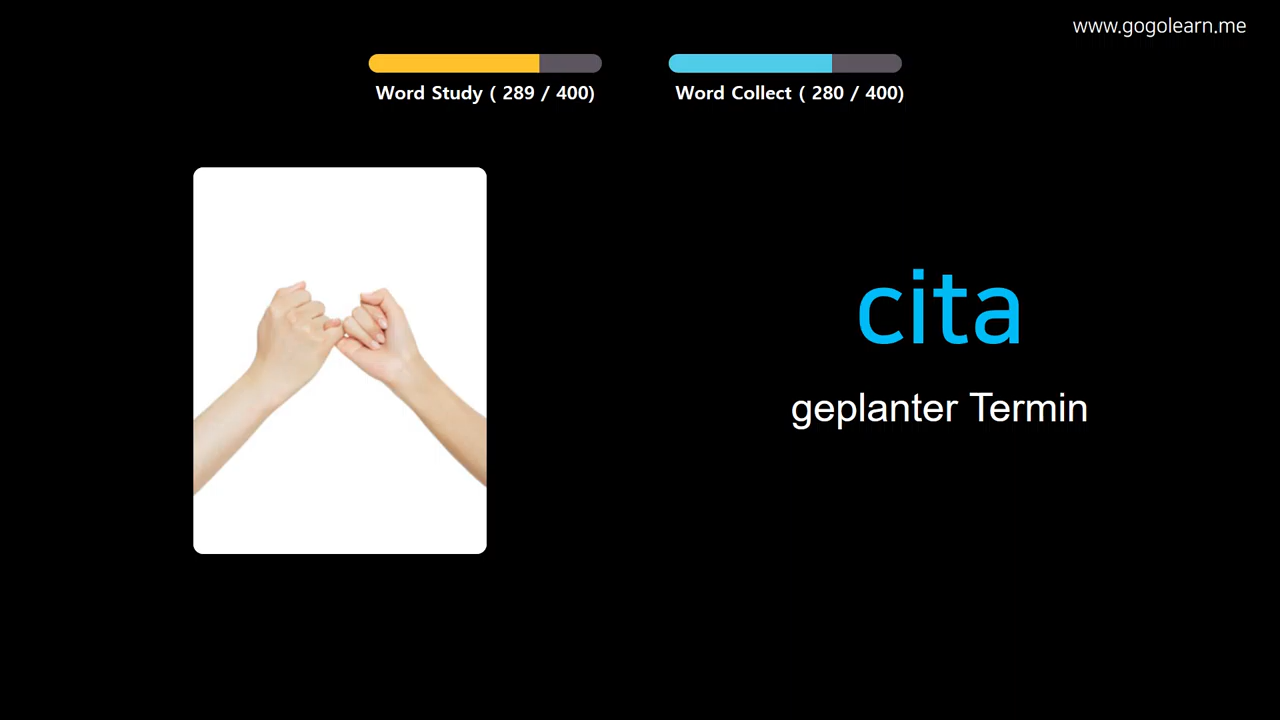 www.gogolearn.me
Word Study ( 289 / 400)
Word Collect ( 280 / 400)
cita
geplanter Termin